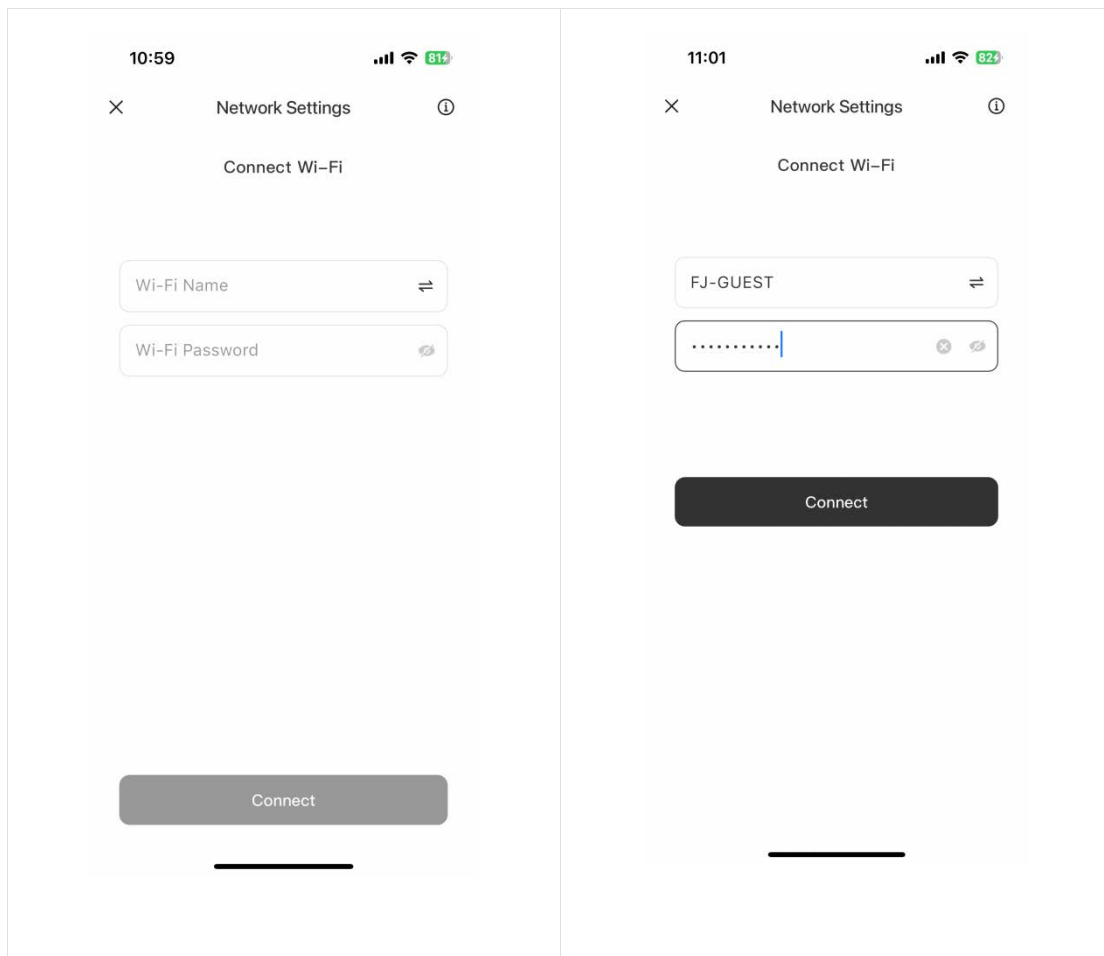 10:59
81
Network Settings
Connect Wi-Fi
Wi-Fi Name
Wi-Fi Password
Connect
11:01
82
Network Settings
Connect Wi-Fi
FJ-GUEST
•••••••••••
Connect